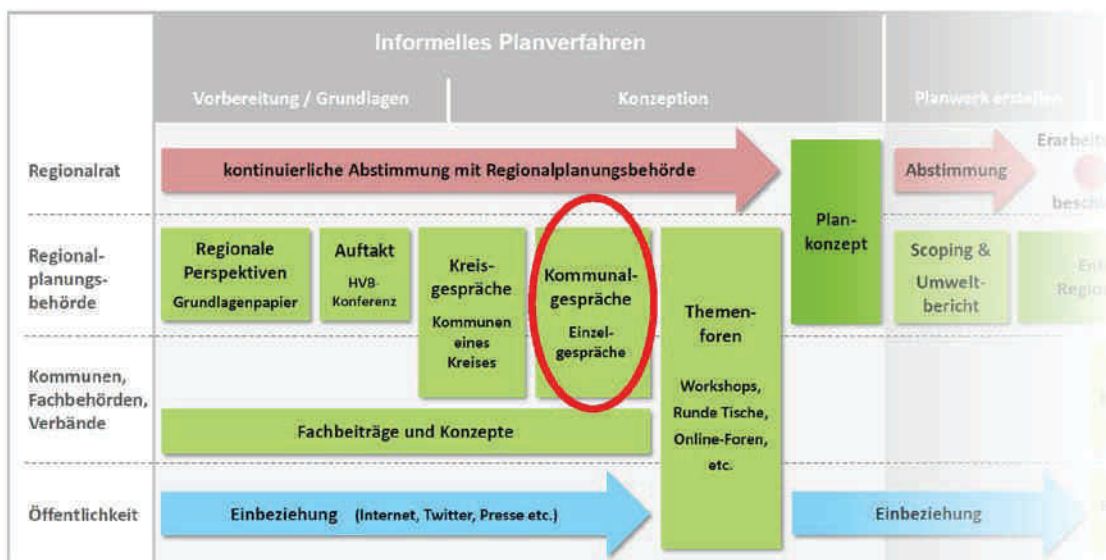 Informelles Planverfahren
Vorbereitung / Grundlagen
Konzeption
Planwerk erstellen
Regionalrat
kontinuierliche Abstimmung mit Regionalplanungsbehörde
Plan-
konzept
Abstimmung
Regional-
planungs-
behörde
Regionale
Perspektiven
Grundlagenpapier
Auftakt
HVB-
Konferenz
Kreis-
gespräche
Kommunen
eines
Kreises
Kommunal-
gespräche
Einzel-
gespräche
Themen-
foren
Workshops,
Runde Tische,
Online-Foren,
etc.
Scoping &
Umwelt-
bericht
Kommunen,
Fachbehörden,
Verbände
Fachbeiträge und Konzepte
Öffentlichkeit
Einbeziehung (Internet, Twitter, Presse etc.)
Einbeziehung